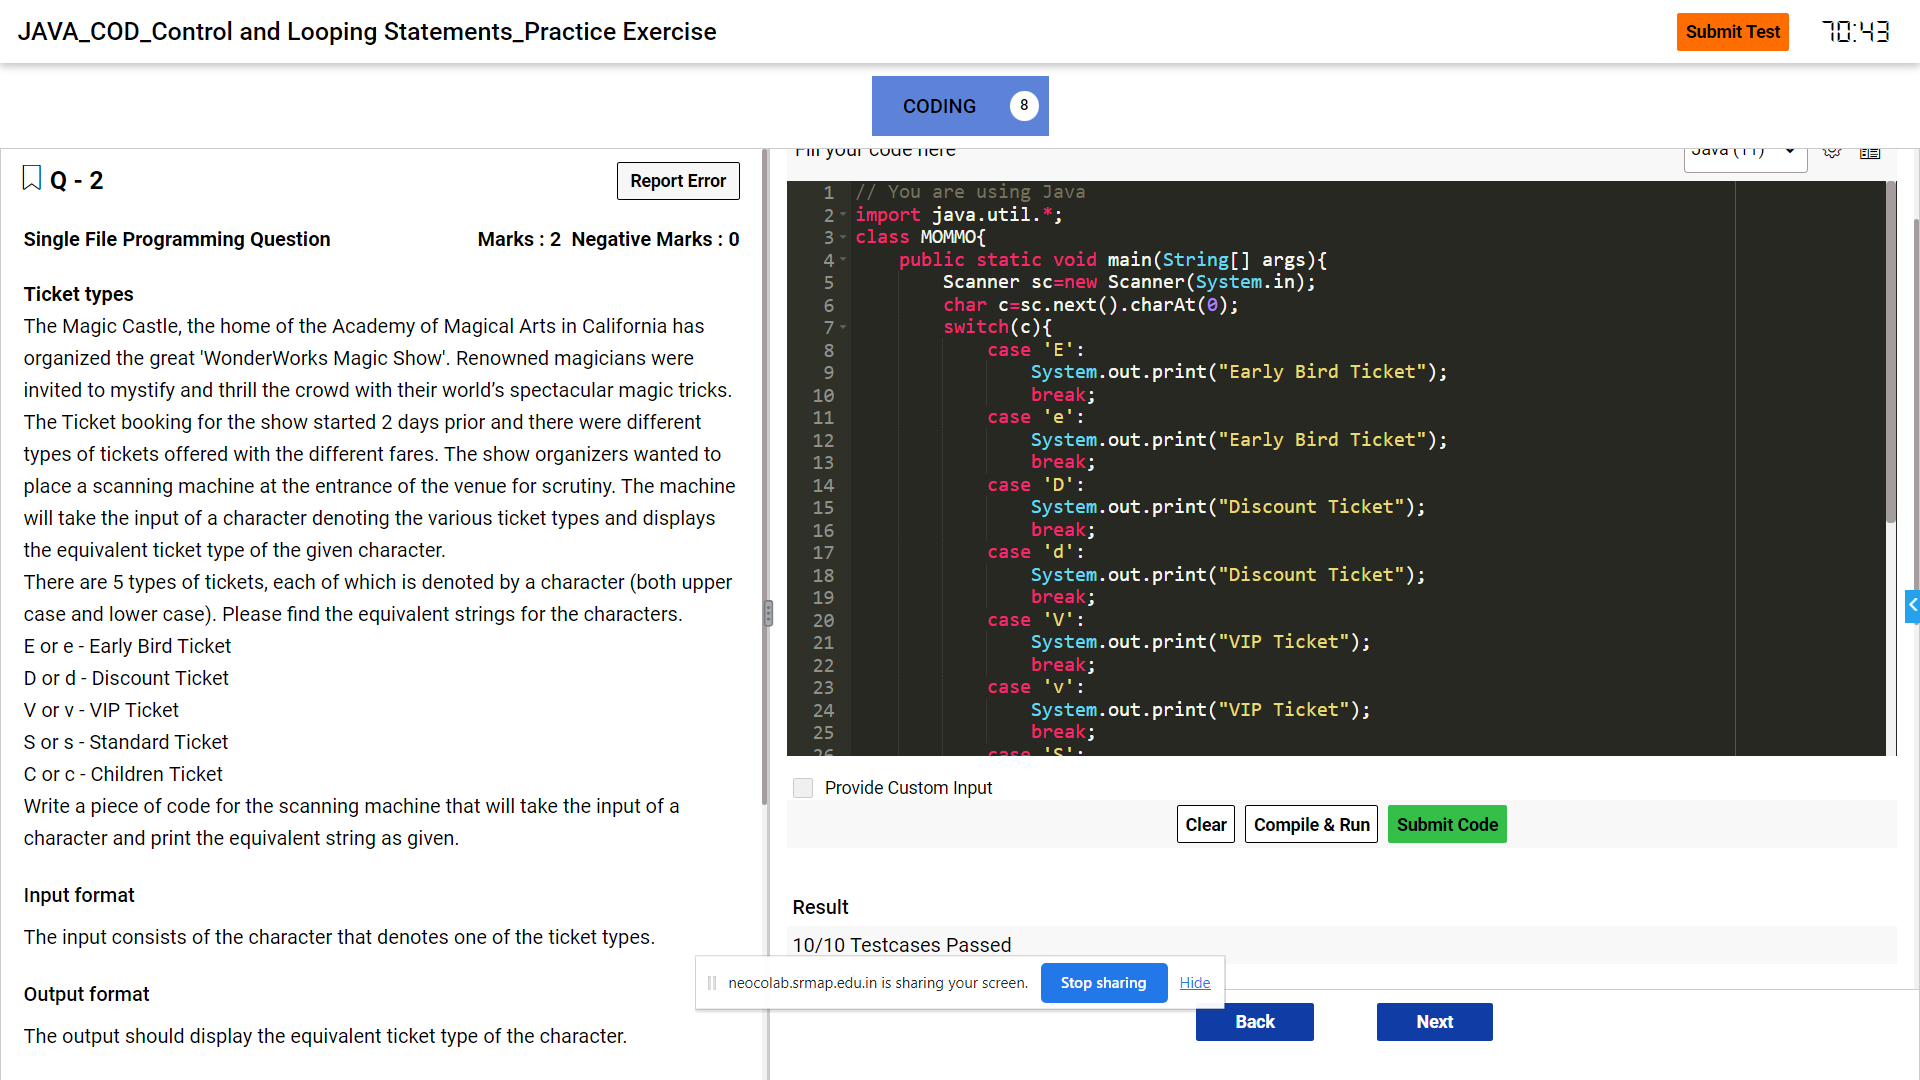 JAVA_COD_Control and Looping Statements_Practice Exercise
Submit Test
70:43
CODING
8
Q - 2
Report Error
Single File Programming Question
Marks : 2 Negative Marks : 0
Ticket types
The Magic Castle, the home of the Academy of Magical Arts in California has
organized the great 'WonderWorks Magic Show'. Renowned magicians were
invited to mystify and thrill the crowd with their world’s spectacular magic tricks.
The Ticket booking for the show started 2 days prior and there were different
types of tickets offered with the different fares. The show organizers wanted to
place a scanning machine at the entrance of the venue for scrutiny. The machine
will take the input of a character denoting the various ticket types and displays
the equivalent ticket type of the given character.
There are 5 types of tickets, each of which is denoted by a character (both upper
case and lower case). Please find the equivalent strings for the characters.
E or e - Early Bird Ticket
D or d - Discount Ticket
V or v - VIP Ticket
S or s - Standard Ticket
C or c - Children Ticket
Write a piece of code for the scanning machine that will take the input of a
character and print the equivalent string as given.
Input format
The input consists of the character that denotes one of the ticket types.
Output format
The output should display the equivalent ticket type of the character.
Fill your code here
Java (11)
1 // You are using Java
2 import java.util.*;
3 class MOMMO{
4 public static void main(String[] args){
5 Scanner sc=new Scanner(System.in);
6 char c=sc.next().charAt(0);
7 switch(c){
8 case 'E':
9 System.out.print("Early Bird Ticket");
10 break;
11 case 'e':
12 System.out.print("Early Bird Ticket");
13 break;
14 case 'D':
15 System.out.print("Discount Ticket");
16 break;
17 case 'd':
18 System.out.print("Discount Ticket");
19 break;
20 case 'V':
21 System.out.print("VIP Ticket");
22 break;
23 case 'v':
24 System.out.print("VIP Ticket");
25 break;
26 case 'S':
Provide Custom Input
Clear
Compile & Run
Submit Code
Result
10/10 Testcases Passed
neocolab.srmap.edu.in is sharing your screen.
Stop sharing
Hide
Back
Next